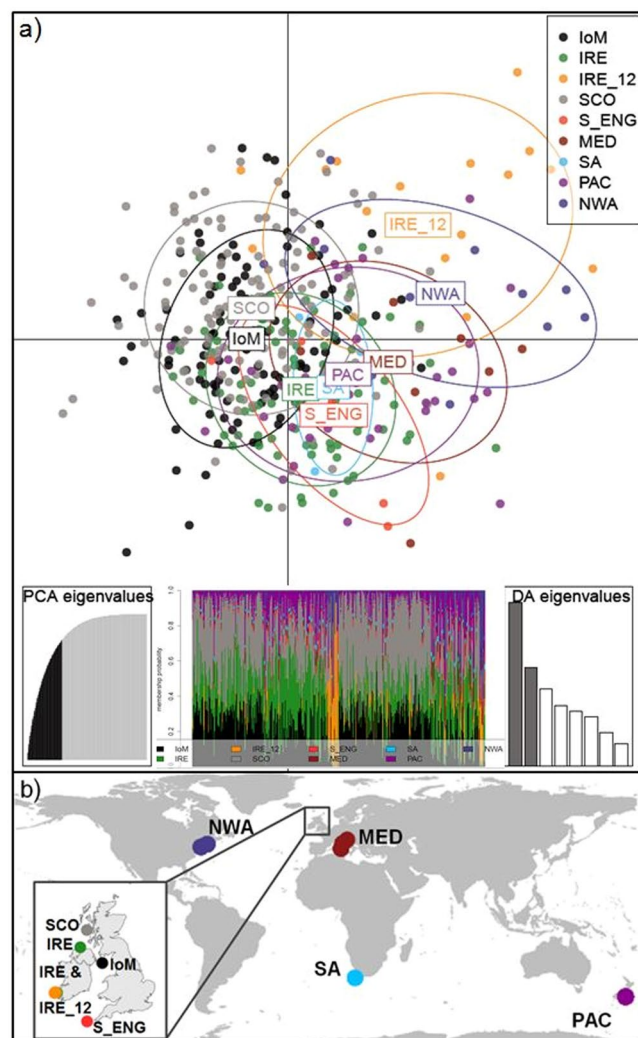 a)
IoM
IRE
IRE_12
SCO
S_ENG
MED
SA
PAC
NWA
IRE_12
NWA
SCO
IoM
MED
PAC
IRE
SA
S_ENG
PCA eigenvalues
DA eigenvalues
membership probability
1.0
0.8
0.6
0.4
0.2
IoM IRE_12 S_ENG SA NWA
IRE SCO MED PAC
b)
NWA
MED
SCO
IRE
IoM
IRE &
IRE_12
S_ENG
SA
PAC